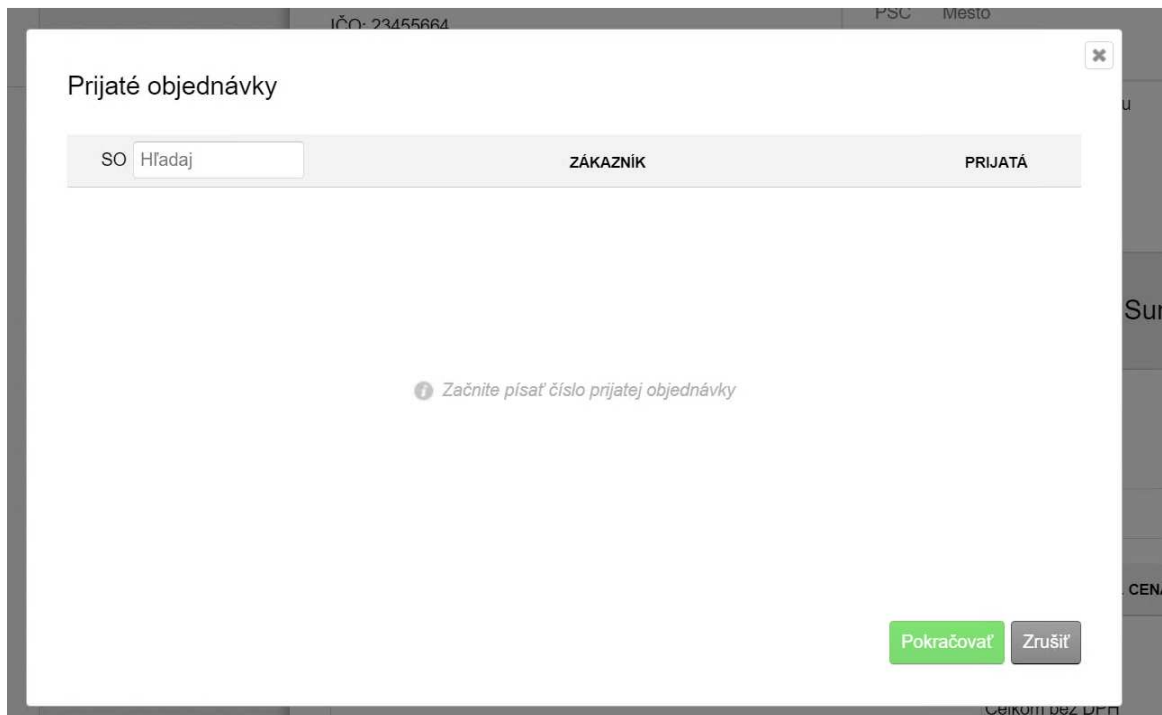 IČO: 23455664
PSČ Mesto
Prijaté objednávky
u
SO Hľadaj ZÁKAZNÍK PRIJATÁ
Sur
Začnite písať číslo prijatej objednávky
CENA
Pokračovať Zrušiť
Celkom bez DPH